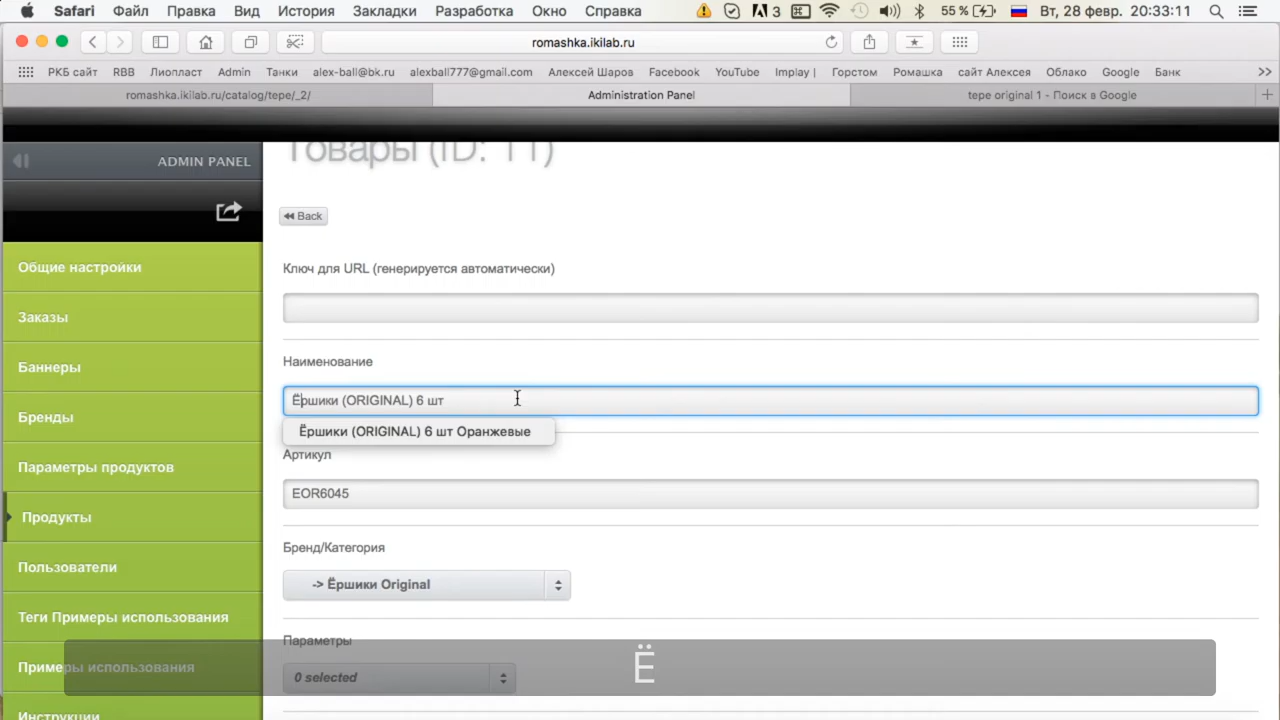 Safari Файл Правка Вид История Закладки Разработка Окно Справка 3 55 % Вт, 28 февр. 20:33:11
romashka.ikilab.ru
РКБ сайт RBB Лиопласт Admin Танки alex-ball@bk.ru alexball777@gmail.com Алексей Шаров Facebook YouTube Implay | Горстом Ромашка сайт Алексея Облако Google Банк >>
romashka.ikilab.ru/catalog/tepe/_2/ Administration Panel tepe original 1 - Поиск в Google +
ADMIN PANEL
Товары (ID: 11)
Back
Общие настройки
Заказы
Баннеры
Бренды
Параметры продуктов
Продукты
Пользователи
Теги Примеры использования
Примеры использования
Инструкции
Ключ для URL (генерируется автоматически)
Наименование
Ёршики (ORIGINAL) 6 шт
Ёршики (ORIGINAL) 6 шт Оранжевые
Артикул
EOR6045
Бренд/Категория
-> Ёршики Original
Параметры
0 selected
Ё